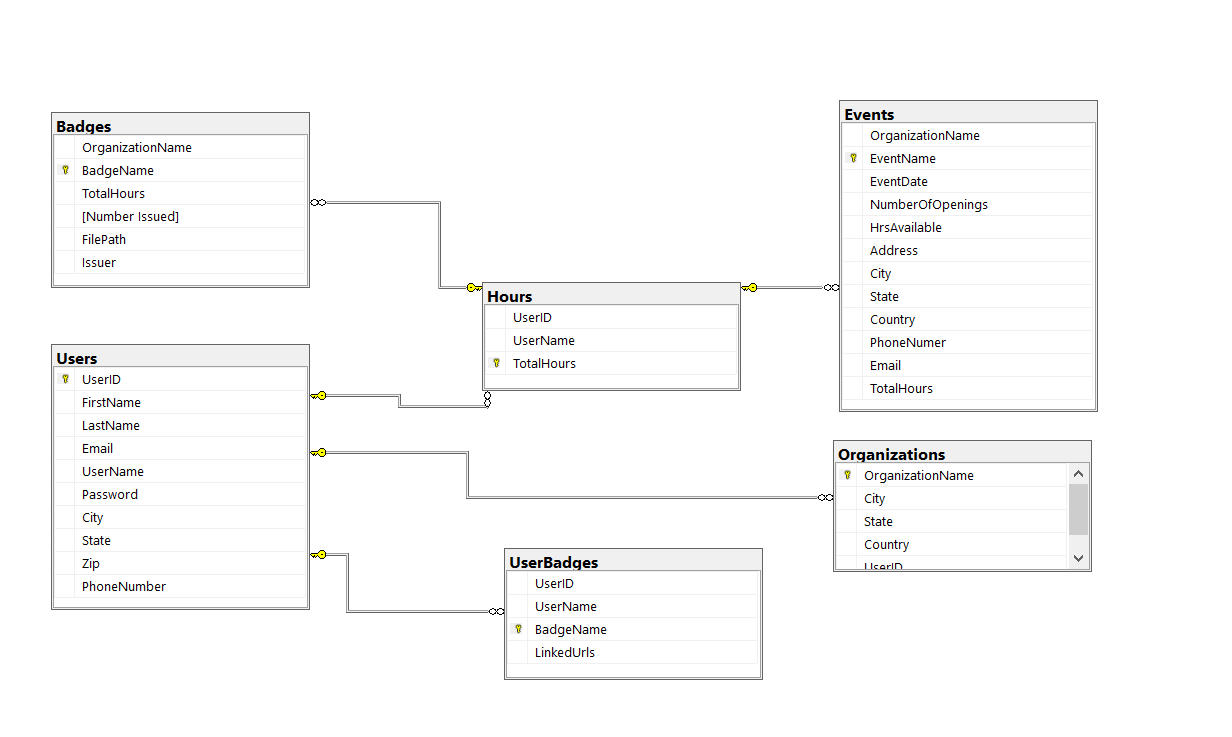 Badges
OrganizationName
BadgeName
TotalHours
[Number Issued]
FilePath
Issuer
Events
OrganizationName
EventName
EventDate
NumberOfOpenings
HrsAvailable
Address
City
State
Country
PhoneNumer
Email
TotalHours
Hours
UserID
UserName
TotalHours
Users
UserID
FirstName
LastName
Email
UserName
Password
City
State
Zip
PhoneNumber
Organizations
OrganizationName
City
State
Country
UserID
UserBadges
UserID
UserName
BadgeName
LinkedUrls